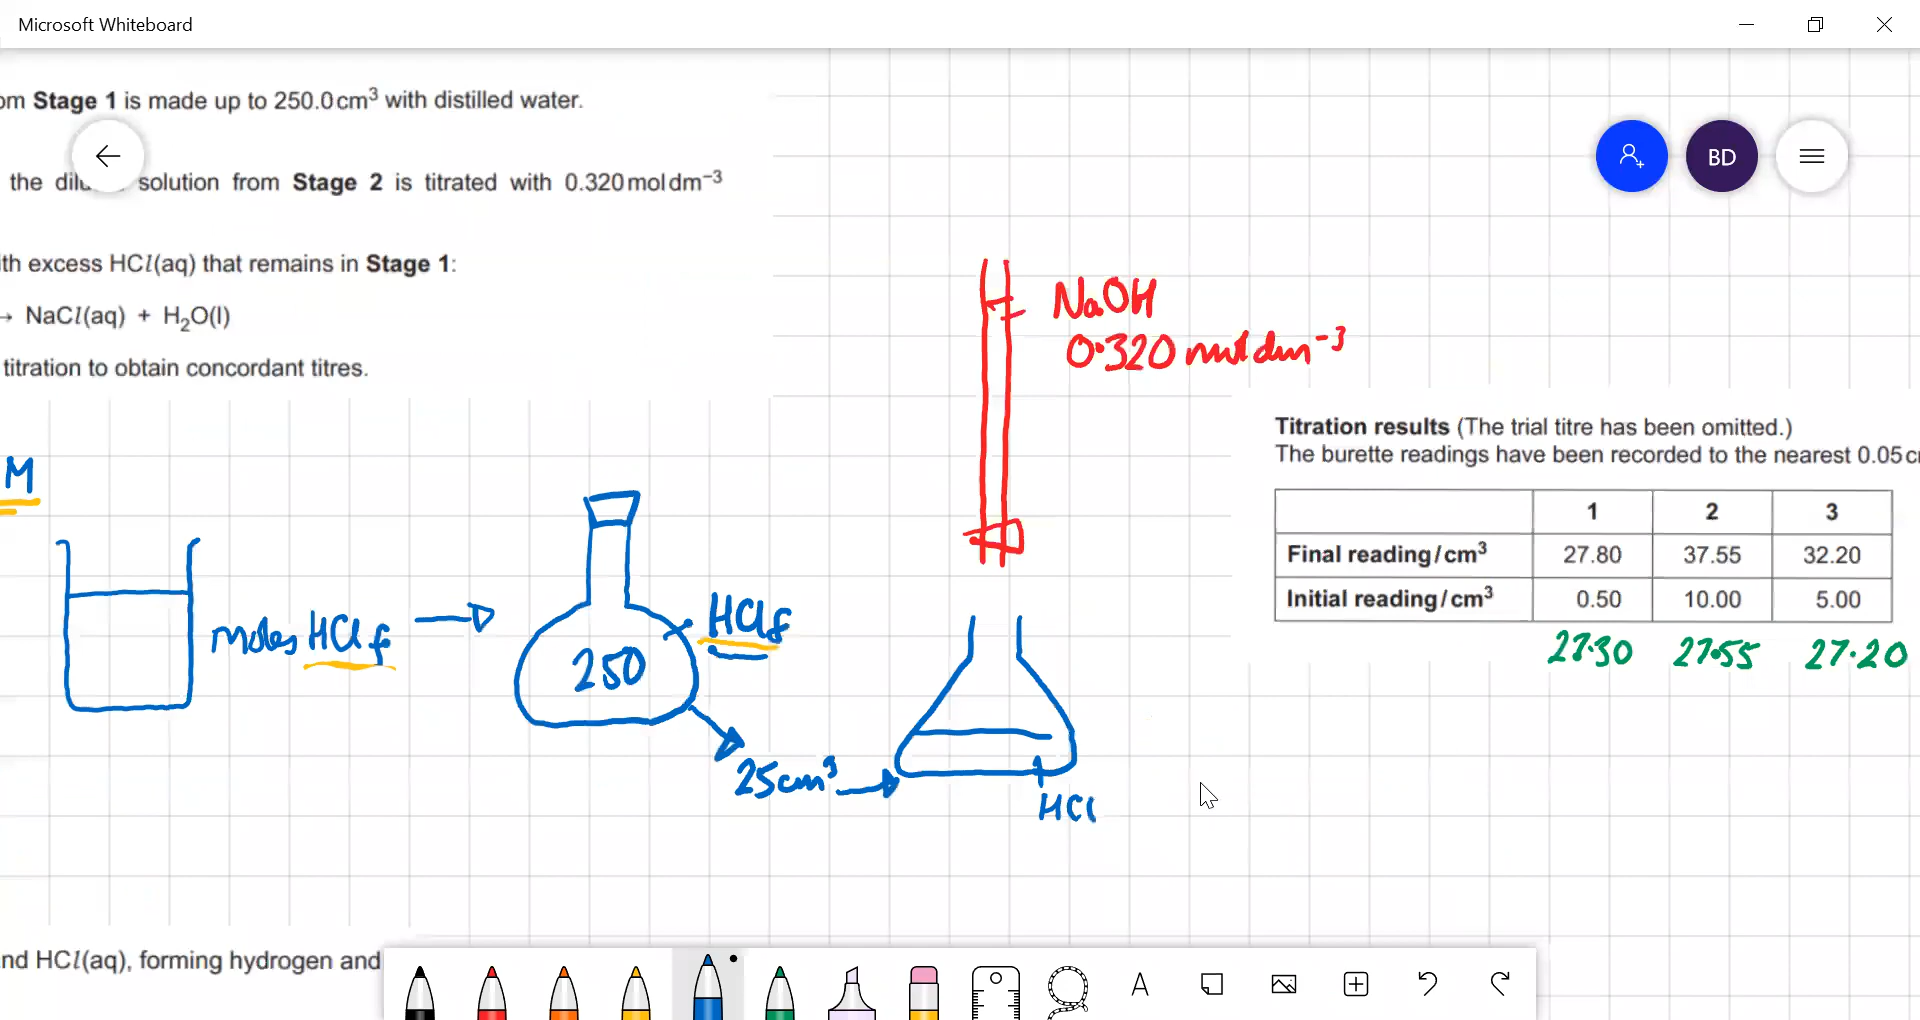 Microsoft Whiteboard
om Stage 1 is made up to 250.0 cm³ with distilled water.
the solution from Stage 2 is titrated with 0.320 mol dm⁻³
ith excess HCl(aq) that remains in Stage 1:
→ NaCl(aq) + H₂O(l)
titration to obtain concordant titres.
BD
NaOH
0.320 mol dm⁻³
Titration results (The trial titre has been omitted.)
The burette readings have been recorded to the nearest 0.05 c
1 2 3
Final reading/cm³ 27.80 37.55 32.20
Initial reading/cm³ 0.50 10.00 5.00
27.30 27.55 27.20
M
moles HClf
250
HClf
25cm³
HCl
nd HCl(aq), forming hydrogen and
A